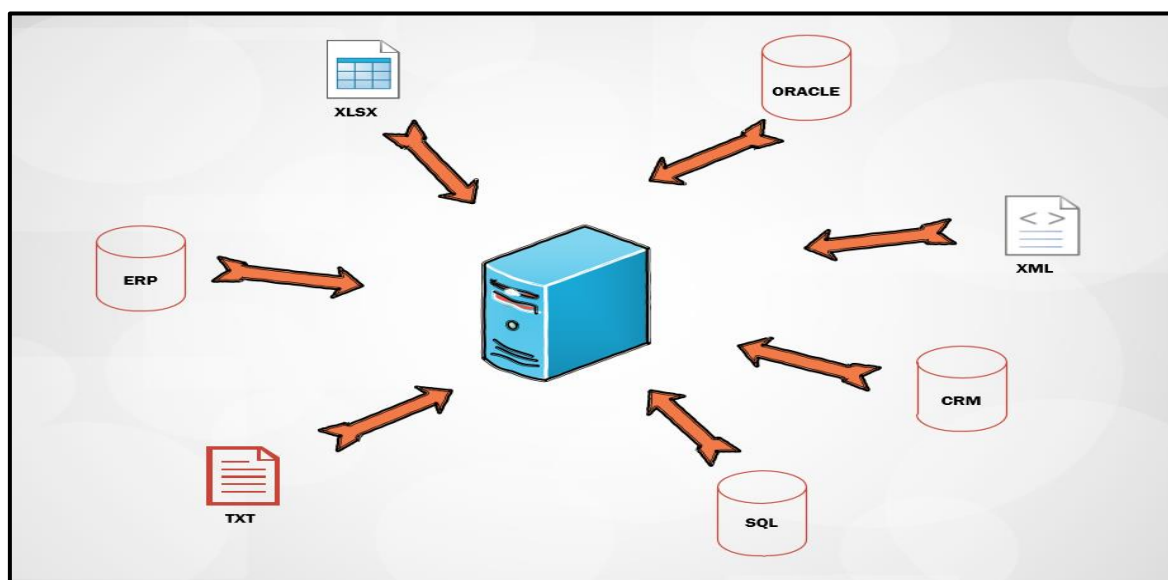 XLSX
ORACLE
ERP
XML
CRM
TXT
SQL